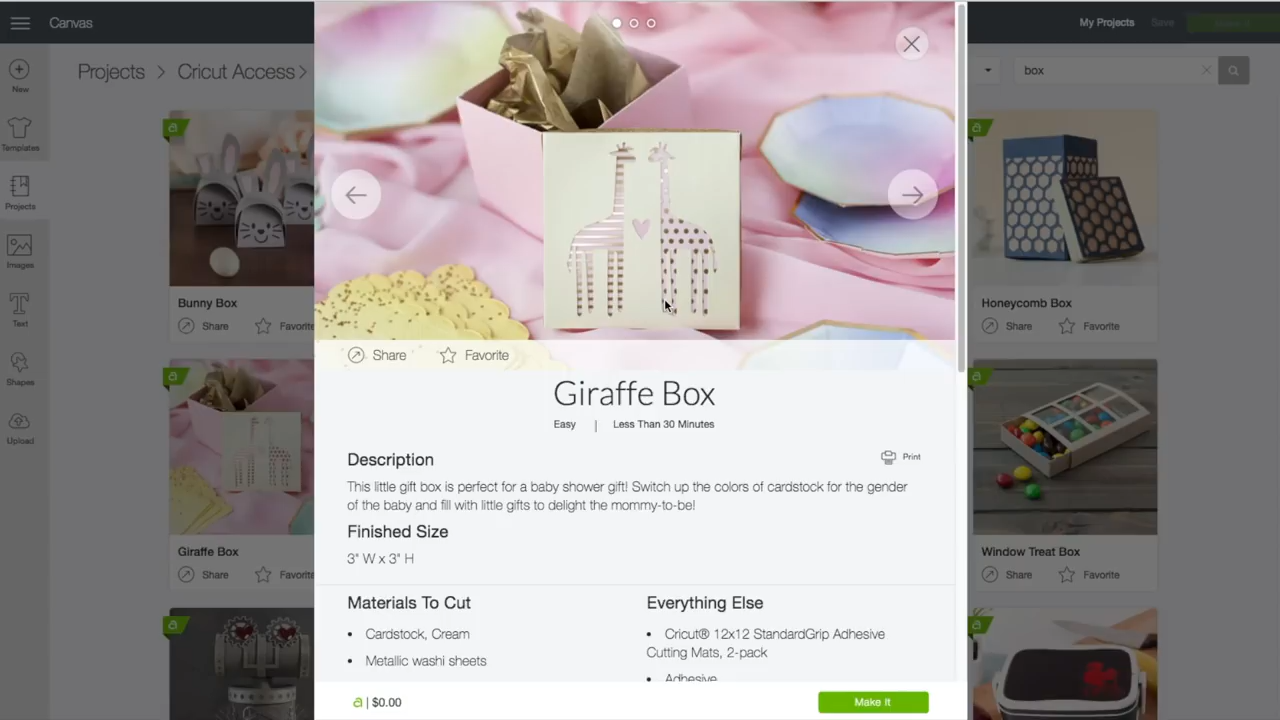 Canvas
My Projects
Save
Projects > Cricut Access >
box
New
Templates
Projects
Images
Text
Shapes
Upload
Bunny Box
Share
Favorite
Honeycomb Box
Share
Favorite
Share
Favorite
Giraffe Box
Easy | Less Than 30 Minutes
Description
Print
This little gift box is perfect for a baby shower gift! Switch up the colors of cardstock for the gender
of the baby and fill with little gifts to delight the mommy-to-be!
Finished Size
3" W x 3" H
Materials To Cut
• Cardstock, Cream
• Metallic washi sheets
Everything Else
• Cricut® 12x12 StandardGrip Adhesive
Cutting Mats, 2-pack
• Adhesive
Giraffe Box
Share
Favorite
Window Treat Box
Share
Favorite
a | $0.00
Make It